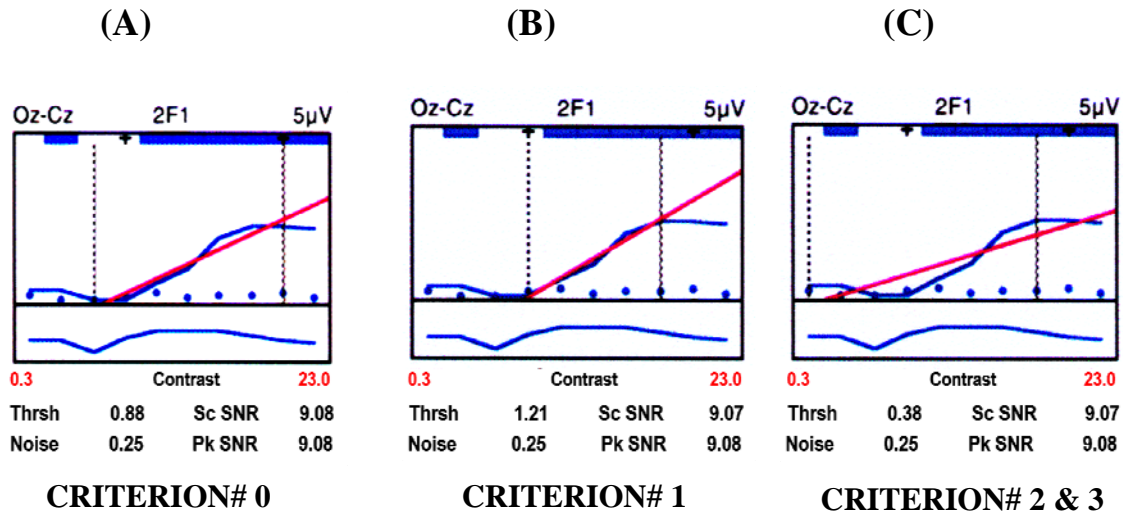 (A)
(B)
(C)
Oz-Cz 2F1 5µV
0.3 Contrast 23.0
Thrsh 0.88 Sc SNR 9.08
Noise 0.25 Pk SNR 9.08
CRITERION# 0
Oz-Cz 2F1 5µV
0.3 Contrast 23.0
Thrsh 1.21 Sc SNR 9.07
Noise 0.25 Pk SNR 9.08
CRITERION# 1
Oz-Cz 2F1 5µV
0.3 Contrast 23.0
Thrsh 0.38 Sc SNR 9.07
Noise 0.25 Pk SNR 9.08
CRITERION# 2 & 3